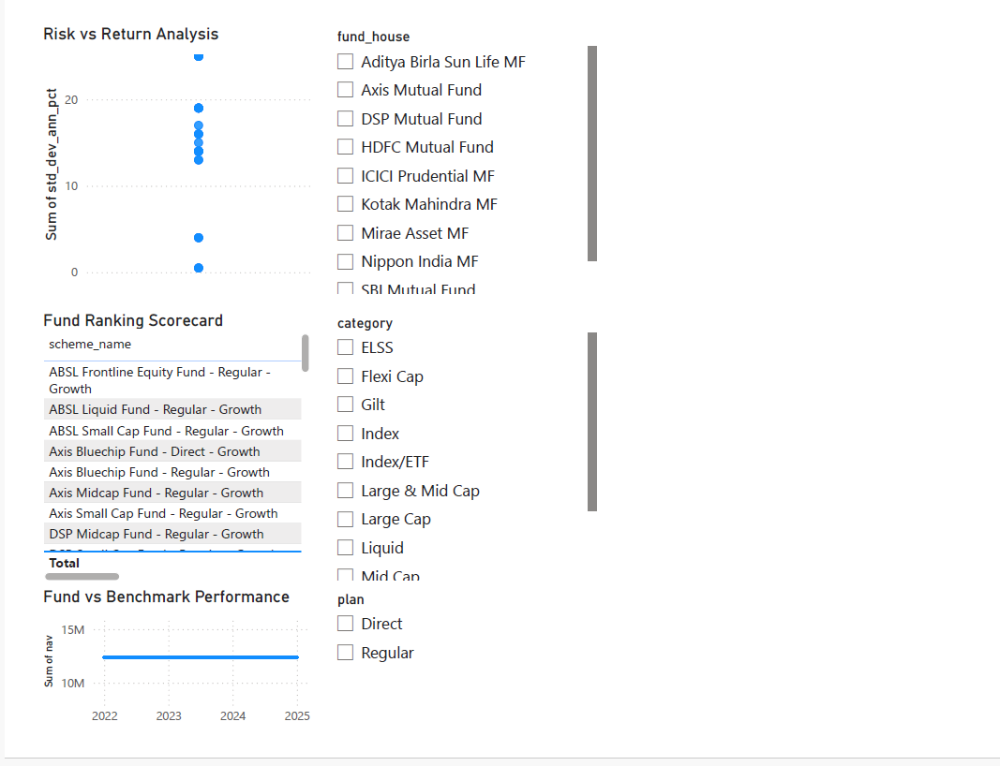 Risk vs Return Analysis
Sum of std_dev_ann_pct
20
10
0
fund_house
Aditya Birla Sun Life MF
Axis Mutual Fund
DSP Mutual Fund
HDFC Mutual Fund
ICICI Prudential MF
Kotak Mahindra MF
Mirae Asset MF
Nippon India MF
SBI Mutual Fund
Fund Ranking Scorecard
scheme_name
ABSL Frontline Equity Fund - Regular -
Growth
ABSL Liquid Fund - Regular - Growth
ABSL Small Cap Fund - Regular - Growth
Axis Bluechip Fund - Direct - Growth
Axis Bluechip Fund - Regular - Growth
Axis Midcap Fund - Regular - Growth
Axis Small Cap Fund - Regular - Growth
DSP Midcap Fund - Regular - Growth
Total
category
ELSS
Flexi Cap
Gilt
Index
Index/ETF
Large & Mid Cap
Large Cap
Liquid
Mid Cap
Fund vs Benchmark Performance
Sum of nav
15M
10M
2022 2023 2024 2025
plan
Direct
Regular